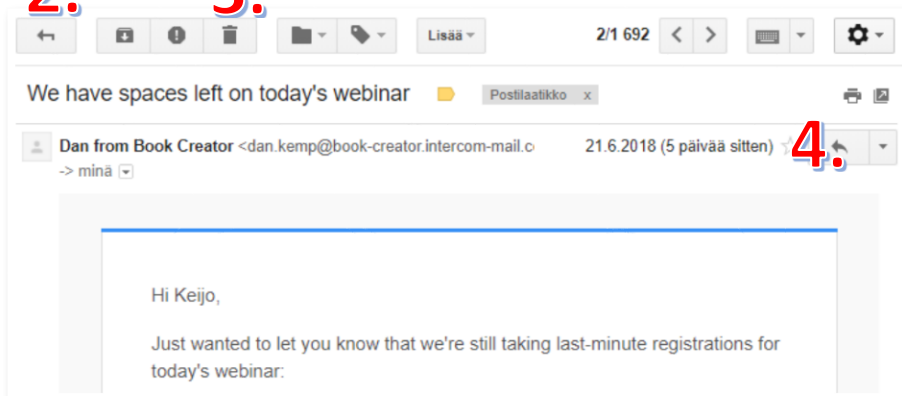 2. 3.
Lisää 2/1 692
We have spaces left on today's webinar Postilaatikko x
Dan from Book Creator <dan.kemp@book-creator.intercom-mail.c 21.6.2018 (5 päivää sitten) 4.
-> minä
Hi Keijo,
Just wanted to let you know that we're still taking last-minute registrations for
today's webinar: